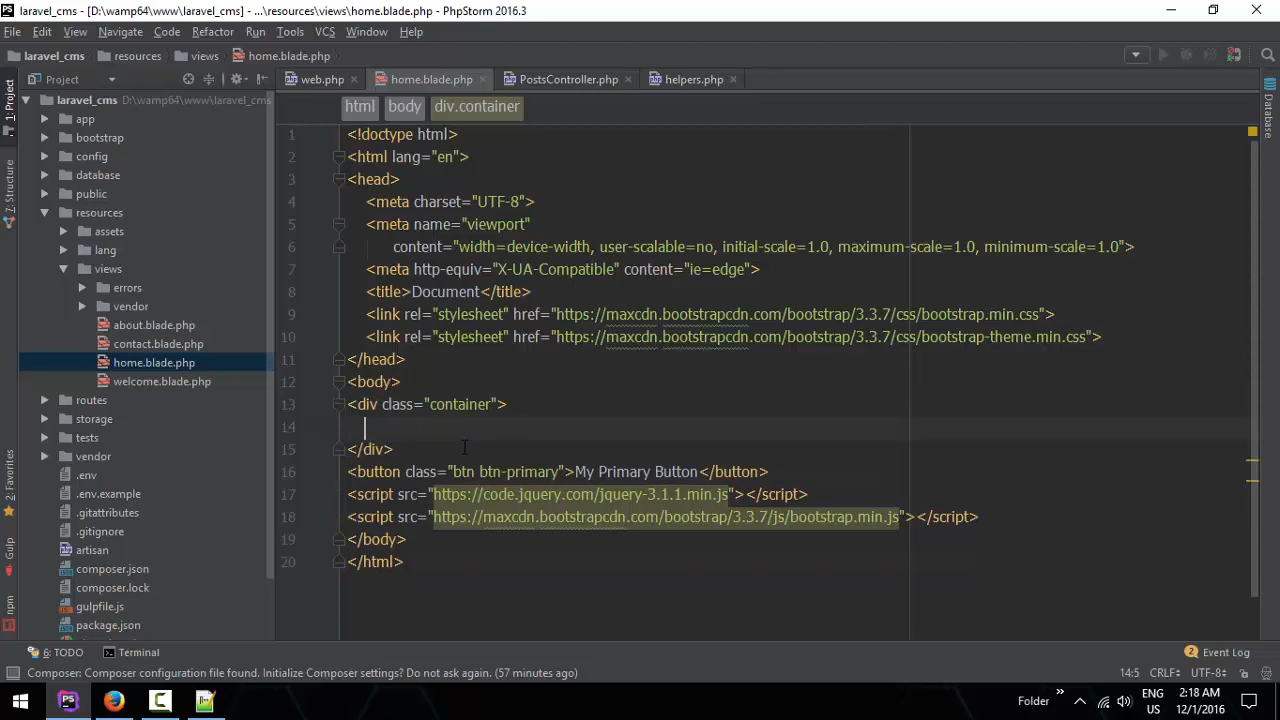 laravel_cms - [D:\wamp64\www\laravel_cms] - ...\resources\views\home.blade.php - PhpStorm 2016.3
File Edit View Navigate Code Refactor Run Tools VCS Window Help
laravel_cms resources views home.blade.php
Project
web.php home.blade.php PostsController.php helpers.php
1: Project
7: Structure
2: Favorites
Gulp
npm
Database
laravel_cms D:\wamp64\www\laravel_cms
app
bootstrap
config
database
public
resources
assets
lang
views
errors
vendor
about.blade.php
contact.blade.php
home.blade.php
welcome.blade.php
routes
storage
tests
vendor
.env
.env.example
.gitattributes
.gitignore
artisan
composer.json
composer.lock
gulpfile.js
package.json
html body div.container
1 <!doctype html>
2 <html lang="en">
3 <head>
4 <meta charset="UTF-8">
5 <meta name="viewport"
6 content="width=device-width, user-scalable=no, initial-scale=1.0, maximum-scale=1.0, minimum-scale=1.0">
7 <meta http-equiv="X-UA-Compatible" content="ie=edge">
8 <title>Document</title>
9 <link rel="stylesheet" href="https://maxcdn.bootstrapcdn.com/bootstrap/3.3.7/css/bootstrap.min.css">
10 <link rel="stylesheet" href="https://maxcdn.bootstrapcdn.com/bootstrap/3.3.7/css/bootstrap-theme.min.css">
11 </head>
12 <body>
13 <div class="container">
14
15 </div>
16 <button class="btn btn-primary">My Primary Button</button>
17 <script src="https://code.jquery.com/jquery-3.1.1.min.js"></script>
18 <script src="https://maxcdn.bootstrapcdn.com/bootstrap/3.3.7/js/bootstrap.min.js"></script>
19 </body>
20 </html>
6: TODO Terminal 2 Event Log
Composer: Composer configuration file found. Initialize Composer settings? Do not ask again. (57 minutes ago) 14:5 CRLF UTF-8
PS Folder ENG 2:18 AM
US 12/1/2016